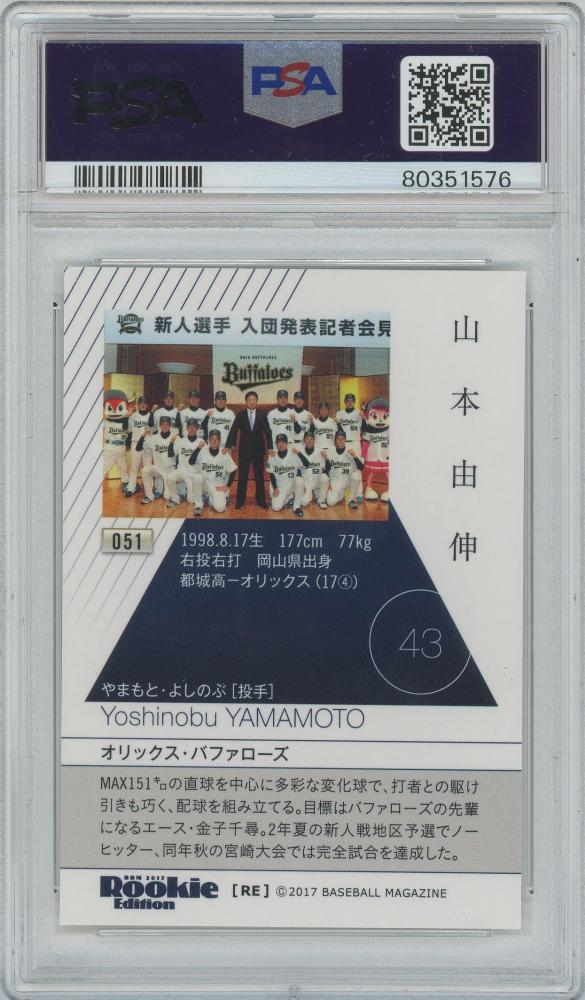 PSA
PSA
80351576
Buffaloes 新人選手 入団発表記者会見
ORIX BUFFALOES
Buffaloes
山本由伸
051
1998.8.17生 177cm 77kg
右投右打 岡山県出身
都城高ーオリックス(17④)
43
やまもと・よしのぶ[投手]
Yoshinobu YAMAMOTO
オリックス・バファローズ
MAX151㌔の直球を中心に多彩な変化球で、打者との駆け
引きも巧く、配球を組み立てる。目標はバファローズの先輩
になるエース・金子千尋。2年夏の新人戦地区予選でノー
ヒッター、同年秋の宮崎大会では完全試合を達成した。
BBM 2017
Rookie
Edition
[RE] ©2017 BASEBALL MAGAZINE